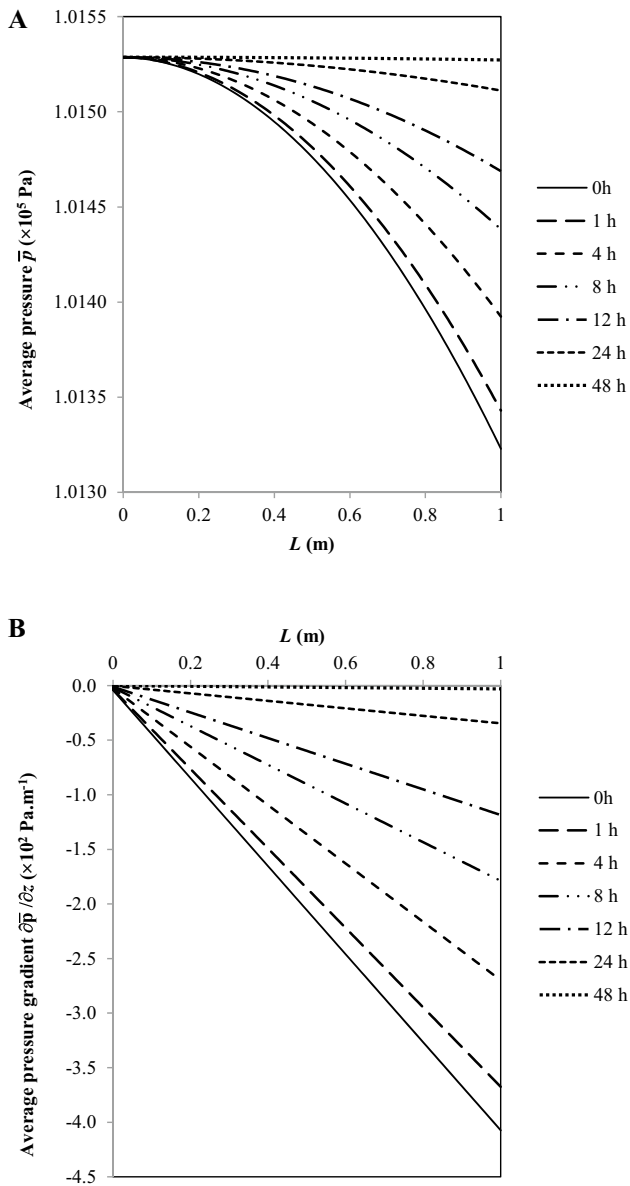 A
Average pressure p̅ (×10⁵ Pa)
1.0155
1.0150
1.0145
1.0140
1.0135
1.0130
0 0.2 0.4 0.6 0.8 1
L (m)
0h
1 h
4 h
8 h
12 h
24 h
48 h
B
L (m)
0 0.2 0.4 0.6 0.8 1
Average pressure gradient ∂p̅/∂z (×10² Pa.m⁻¹)
0.0
-0.5
-1.0
-1.5
-2.0
-2.5
-3.0
-3.5
-4.0
-4.5
0h
1 h
4 h
8 h
12 h
24 h
48 h